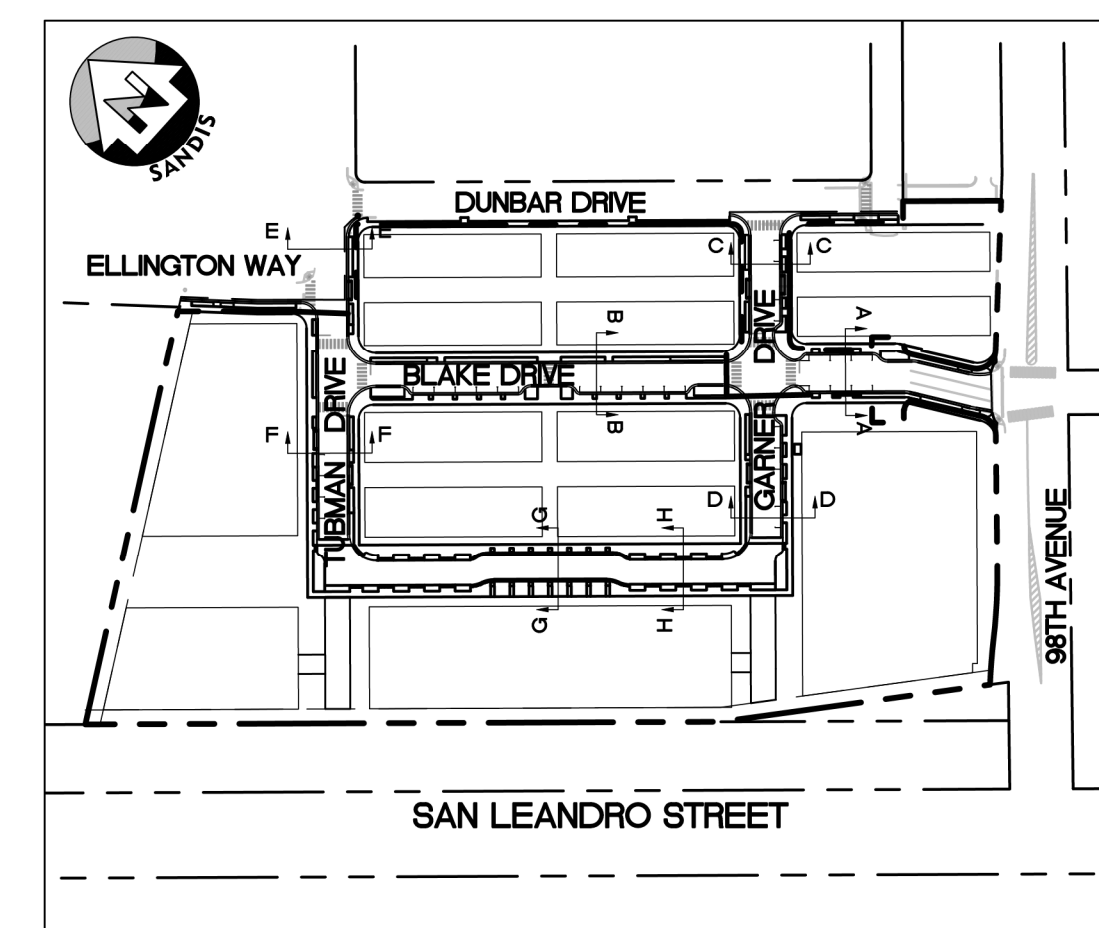 N
SANDIS
DUNBAR DRIVE
E E
C C
ELLINGTON WAY
A
B
DRIVE
BLAKE DRIVE
TUBMAN DRIVE
B
A
F F
GARNER
D D
G H
98TH AVENUE
G H
SAN LEANDRO STREET